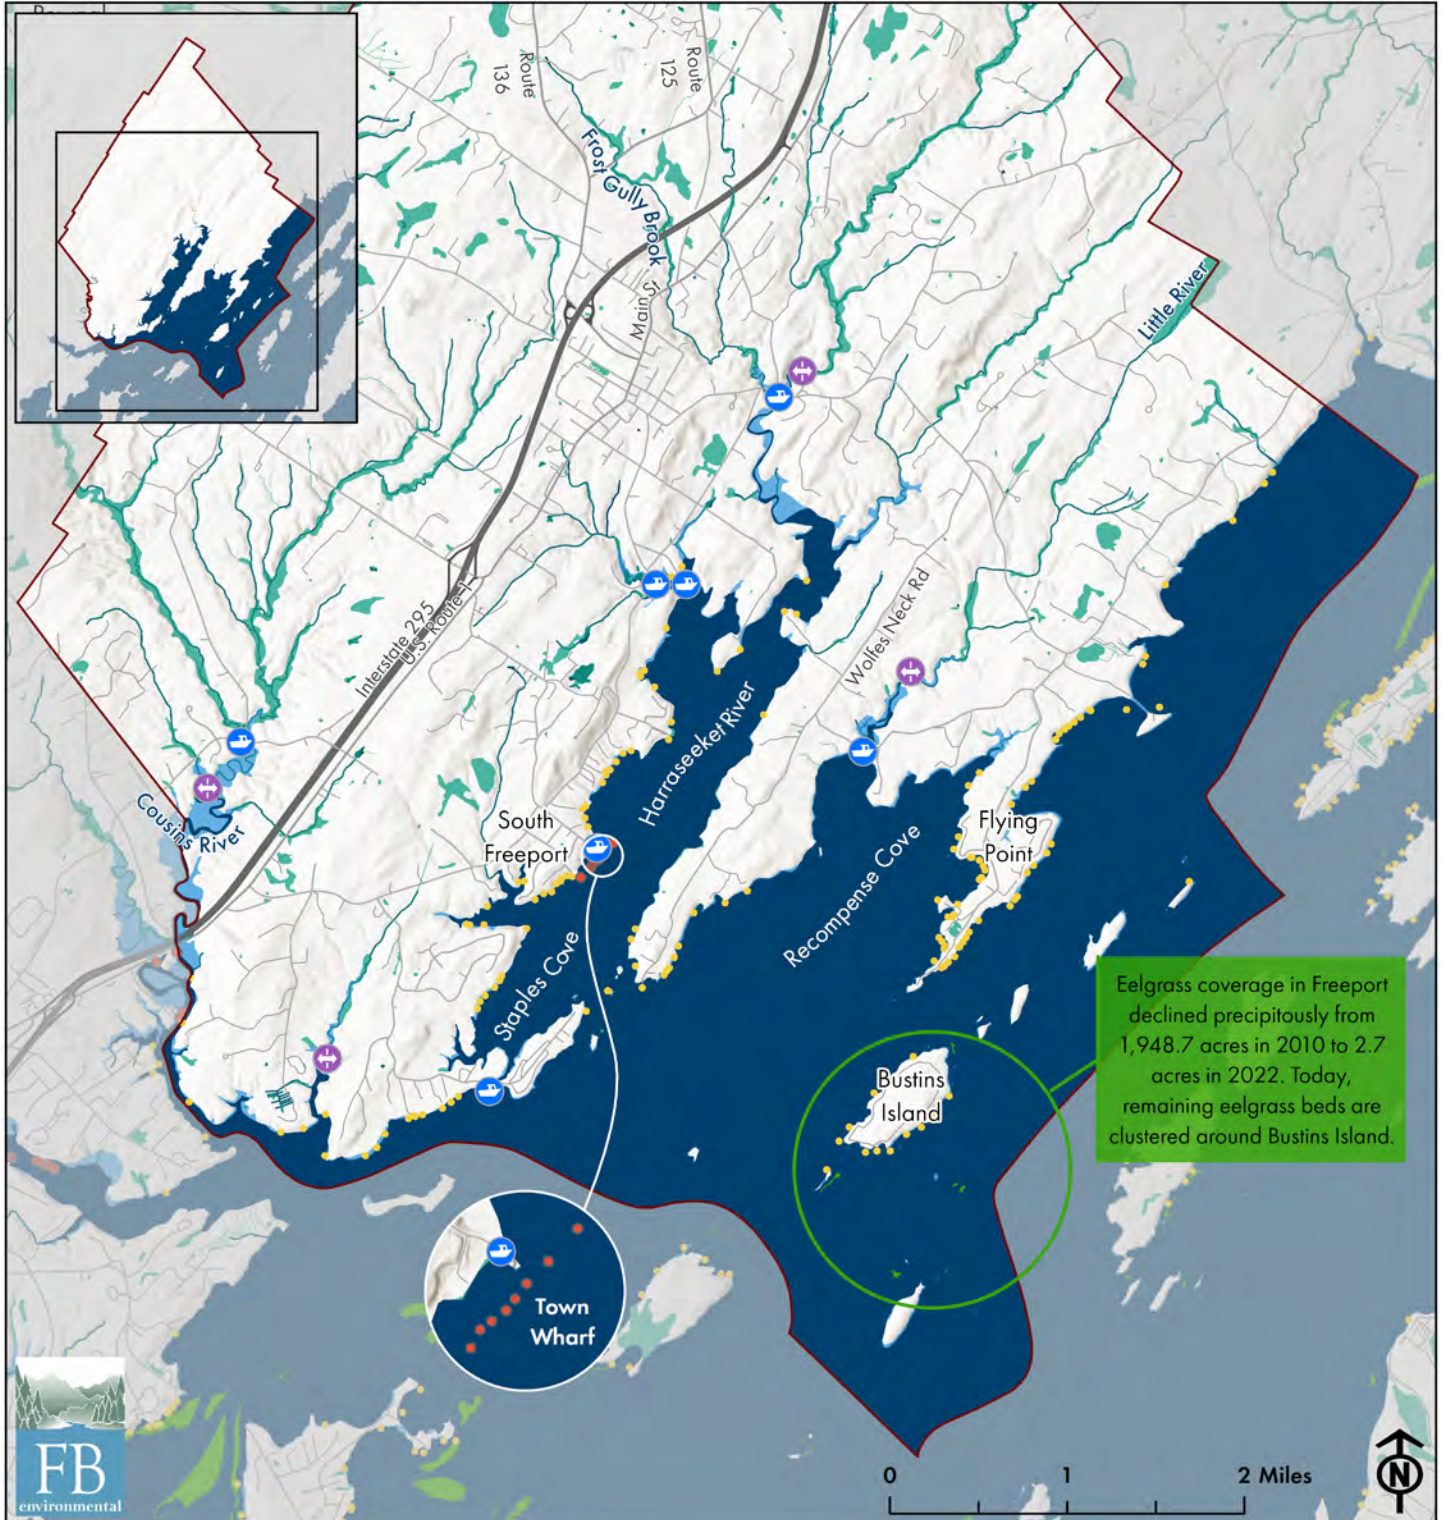 Route
136
Route
125
Frost Gully Brook
Main St
Little River
Interstate 295
U.S. Route-1
Wolfes Neck Rd
Harraseeket River
Cousins River
South
Freeport
Flying
Point
Recompense Cove
Staples Cove
Eelgrass coverage in Freeport
declined precipitously from
1,948.7 acres in 2010 to 2.7
acres in 2022. Today,
remaining eelgrass beds are
clustered around Bustins Island.
Bustins
Island
Town
Wharf
FB
environmental
0 1 2 Miles
N